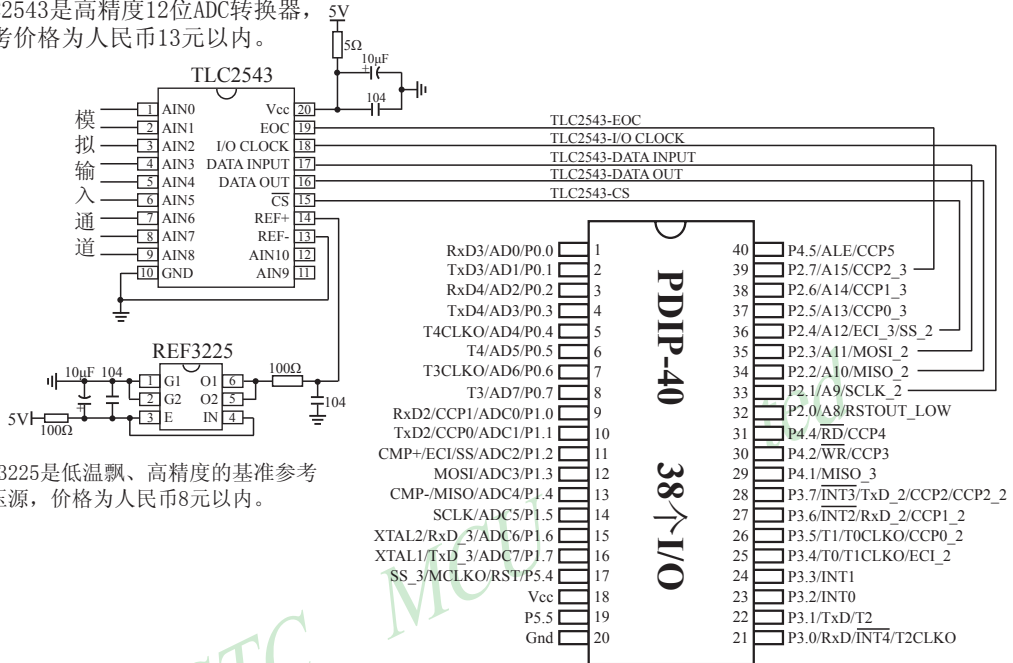 C2543是高精度12位ADC转换器,
考价格为人民币13元以内。
5V
5Ω
10μF
+
104
TLC2543
模拟输入通道
1 AIN0
2 AIN1
3 AIN2
4 AIN3
5 AIN4
6 AIN5
7 AIN6
8 AIN7
9 AIN8
10 GND
Vcc 20
EOC 19
I/O CLOCK 18
DATA INPUT 17
DATA OUT 16
CS 15
REF+ 14
REF- 13
AIN10 12
AIN9 11
TLC2543-EOC
TLC2543-I/O CLOCK
TLC2543-DATA INPUT
TLC2543-DATA OUT
TLC2543-CS
REF3225
10μF 104
+
1 G1
2 G2
3 E
O1 6
O2 5
IN 4
100Ω
104
5V
100Ω
3225是低温飘、高精度的基准参考
压源，价格为人民币8元以内。
PDIP-40 38个I/O
RxD3/AD0/P0.0 1
TxD3/AD1/P0.1 2
RxD4/AD2/P0.2 3
TxD4/AD3/P0.3 4
T4CLKO/AD4/P0.4 5
T4/AD5/P0.5 6
T3CLKO/AD6/P0.6 7
T3/AD7/P0.7 8
RxD2/CCP1/ADC0/P1.0 9
TxD2/CCP0/ADC1/P1.1 10
CMP+/ECI/SS/ADC2/P1.2 11
MOSI/ADC3/P1.3 12
CMP-/MISO/ADC4/P1.4 13
SCLK/ADC5/P1.5 14
XTAL2/RxD_3/ADC6/P1.6 15
XTAL1/TxD_3/ADC7/P1.7 16
SS_3/MCLKO/RST/P5.4 17
Vcc 18
P5.5 19
Gnd 20
40 P4.5/ALE/CCP5
39 P2.7/A15/CCP2_3
38 P2.6/A14/CCP1_3
37 P2.5/A13/CCP0_3
36 P2.4/A12/ECI_3/SS_2
35 P2.3/A11/MOSI_2
34 P2.2/A10/MISO_2
33 P2.1/A9/SCLK_2
32 P2.0/A8/RSTOUT_LOW
31 P4.4/RD/CCP4
30 P4.2/WR/CCP3
29 P4.1/MISO_3
28 P3.7/INT3/TxD_2/CCP2/CCP2_2
27 P3.6/INT2/RxD_2/CCP1_2
26 P3.5/T1/T0CLKO/CCP0_2
25 P3.4/T0/T1CLKO/ECI_2
24 P3.3/INT1
23 P3.2/INT0
22 P3.1/TxD/T2
21 P3.0/RxD/INT4/T2CLKO
STC MCU